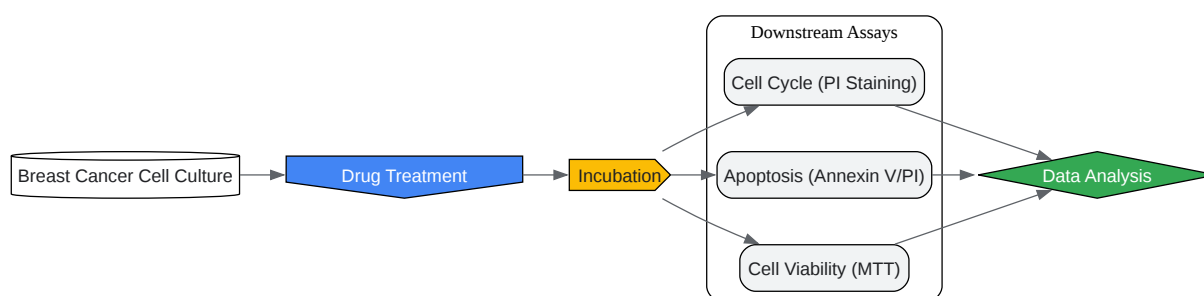 Downstream Assays
Cell Cycle (PI Staining)
Breast Cancer Cell Culture
Drug Treatment
Incubation
Apoptosis (Annexin V/PI)
Data Analysis
Cell Viability (MTT)